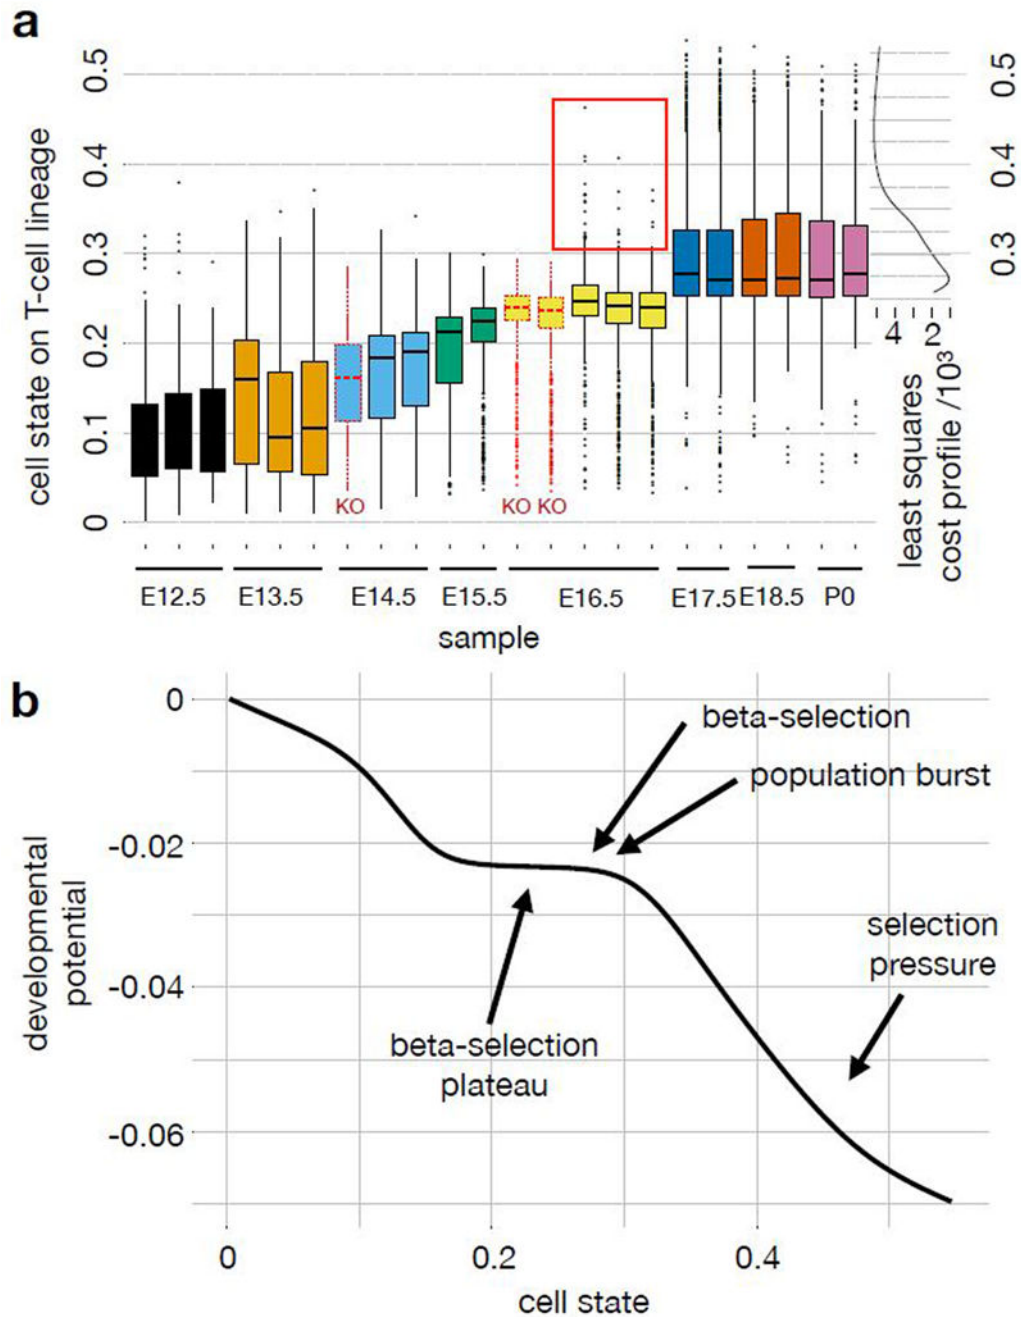 a
cell state on T-cell lineage
0.5
0.4
0.3
0.2
0.1
0
KO
KO KO
E12.5 E13.5 E14.5 E15.5 E16.5 E17.5 E18.5 P0
sample
0.5
0.4
0.3
4 2
least squares
cost profile /10³
b
developmental
potential
0
-0.02
-0.04
-0.06
beta-selection
population burst
selection
pressure
beta-selection
plateau
0 0.2 0.4
cell state